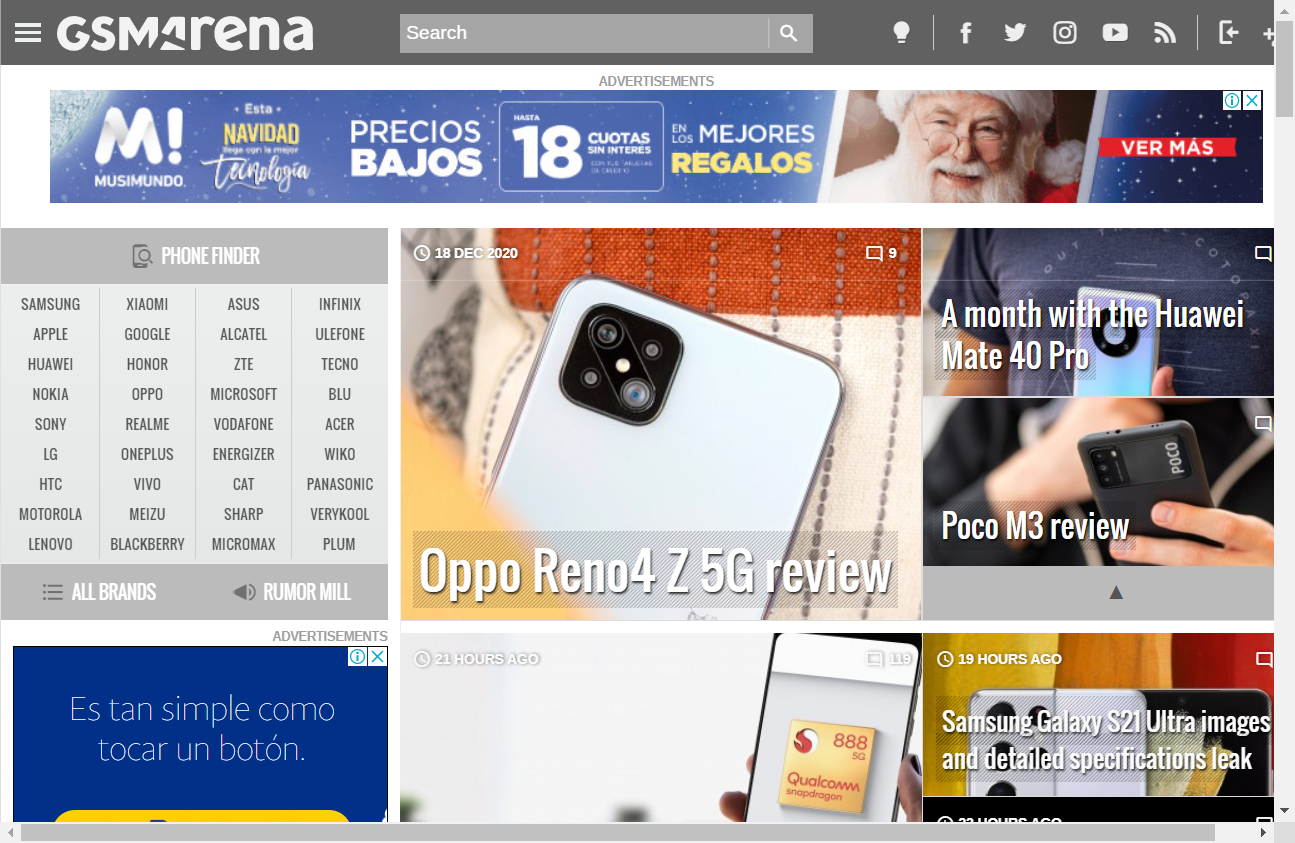 GSMArena
Search
ADVERTISEMENTS
M!
MUSIMUNDO
Esta
NAVIDAD
llega con la mejor
Tecnología
PRECIOS
BAJOS
HASTA
18
CUOTAS
SIN INTERÉS
CON TUS TARJETAS
DE CRÉDITO
EN
LOS
MEJORES
REGALOS
VER MÁS
PHONE FINDER
SAMSUNG XIAOMI ASUS INFINIX
APPLE GOOGLE ALCATEL ULEFONE
HUAWEI HONOR ZTE TECNO
NOKIA OPPO MICROSOFT BLU
SONY REALME VODAFONE ACER
LG ONEPLUS ENERGIZER WIKO
HTC VIVO CAT PANASONIC
MOTOROLA MEIZU SHARP VERYKOOL
LENOVO BLACKBERRY MICROMAX PLUM
ALL BRANDS RUMOR MILL
ADVERTISEMENTS
Es tan simple como
tocar un botón.
18 DEC 2020 9
Oppo Reno4 Z 5G review
A month with the Huawei
Mate 40 Pro
POCO
Poco M3 review
▲
21 HOURS AGO 119
888
5G
Qualcomm
snapdragon
19 HOURS AGO
Samsung Galaxy S21 Ultra images
and detailed specifications leak
23 HOURS AGO